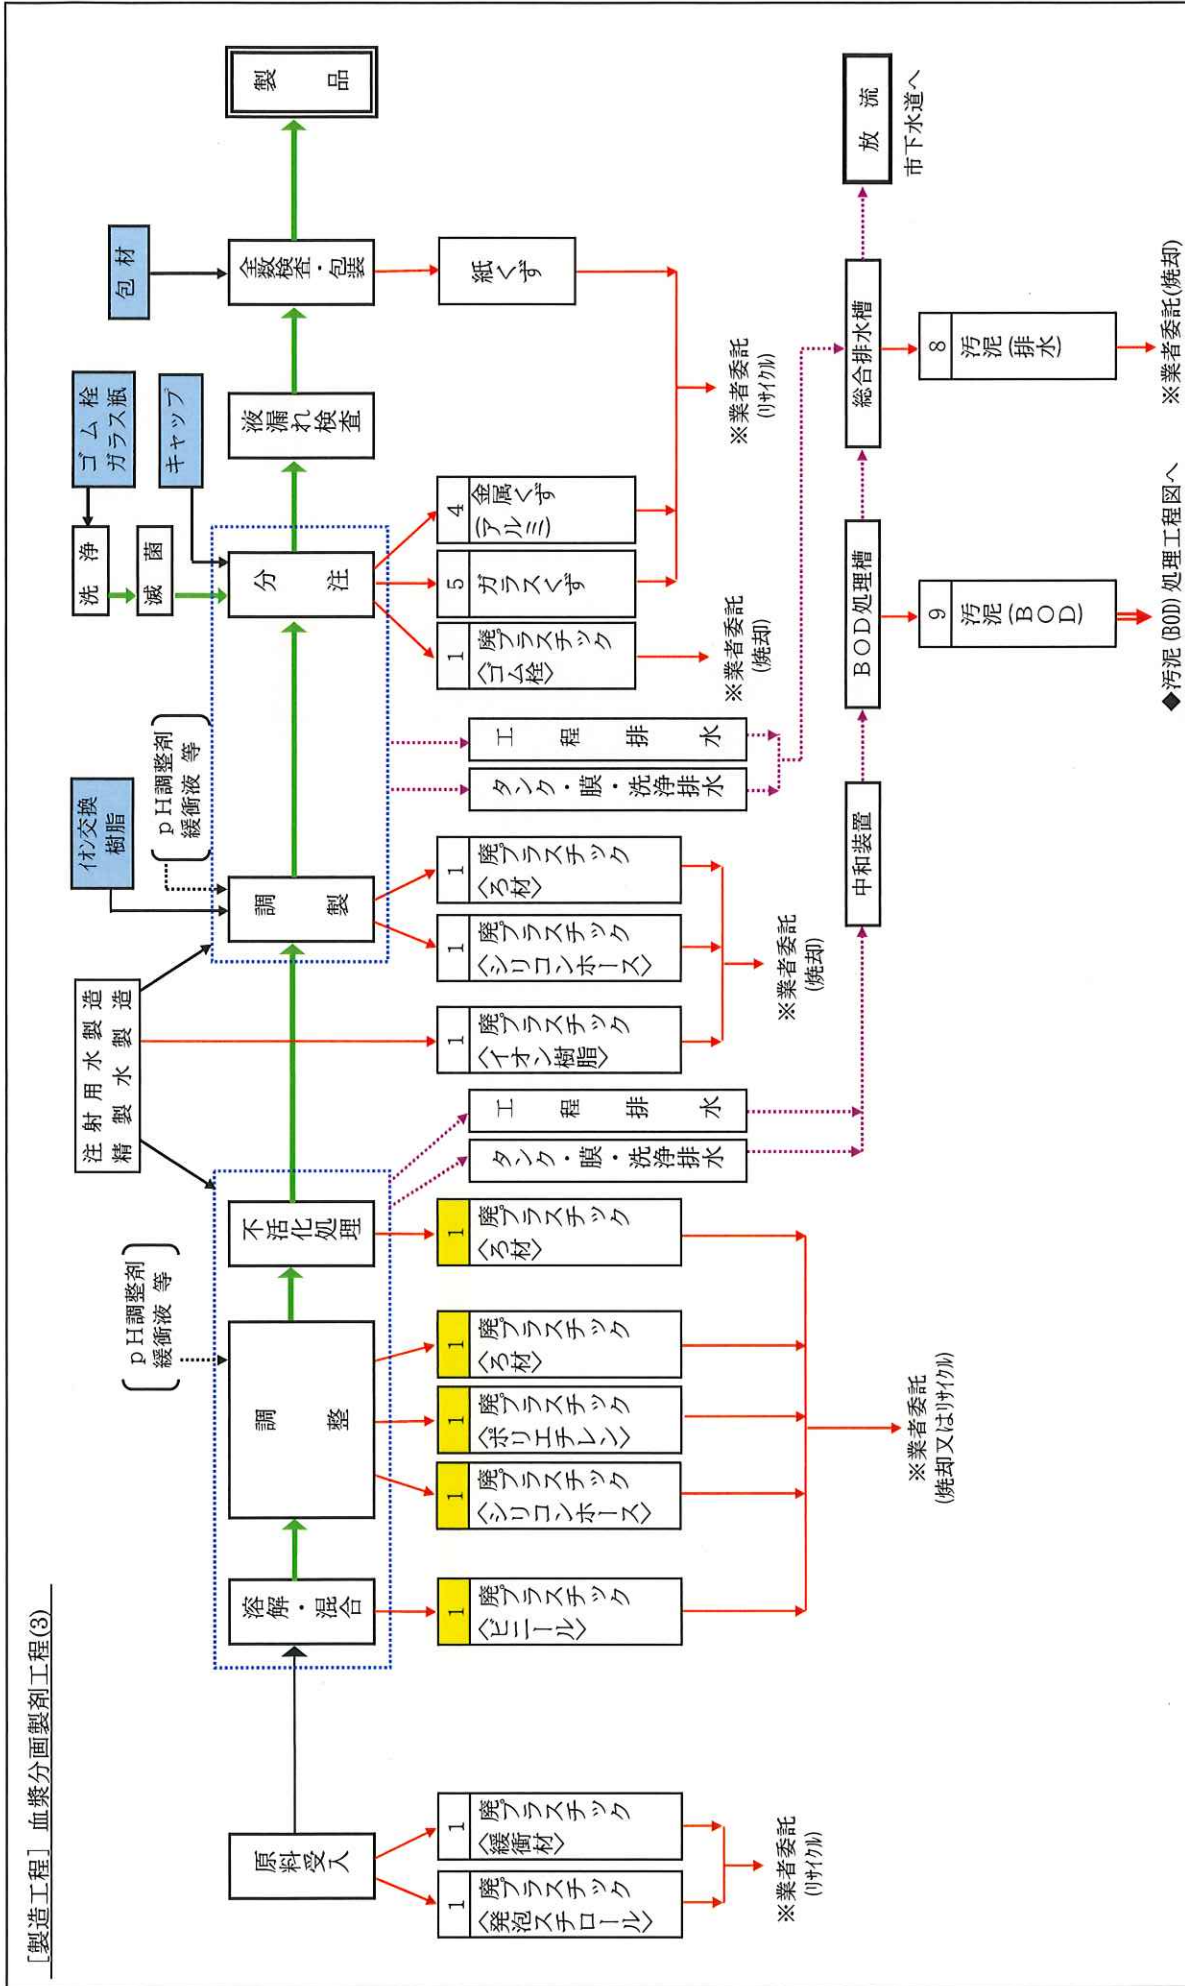 [製造工程] 血漿分画製剤工程(3)
原料受入
1
廃プラスチック
〈発泡スチロール〉
1
廃プラスチック
〈緩衝材〉
※業者委託
(リサイクル)
溶解・混合
pH調整剤
緩衝液 等
調整
不活化処理
1
廃プラスチック
〈ビニール〉
1
廃プラスチック
〈シリコンホース〉
1
廃プラスチック
〈ポリエチレン〉
1
廃プラスチック
〈ろ材〉
1
廃プラスチック
〈ろ材〉
※業者委託
(焼却又はリサイクル)
注射用水製造
精製水製造
タンク・膜・洗浄排水
工程排水
イオン交換
樹脂
pH調整剤
緩衝液 等
調製
1
廃プラスチック
〈イオン樹脂〉
1
廃プラスチック
〈シリコンホース〉
1
廃プラスチック
〈ろ材〉
※業者委託
(焼却)
タンク・膜・洗浄排水
工程排水
ゴム栓
ガラス瓶
洗浄
滅菌
キャップ
分注
1
廃プラスチック
〈ゴム栓〉
※業者委託
(焼却)
5
ガラスくず
4
金属くず
(アルミ)
液漏れ検査
包材
全数検査・包装
紙くず
※業者委託
(リサイクル)
製品
中和装置
BOD処理槽
総合排水槽
放流
市下水道へ
9
汚泥
(BOD)
◆汚泥(BOD)処理工程図へ
8
汚泥
(排水)
※業者委託(焼却)